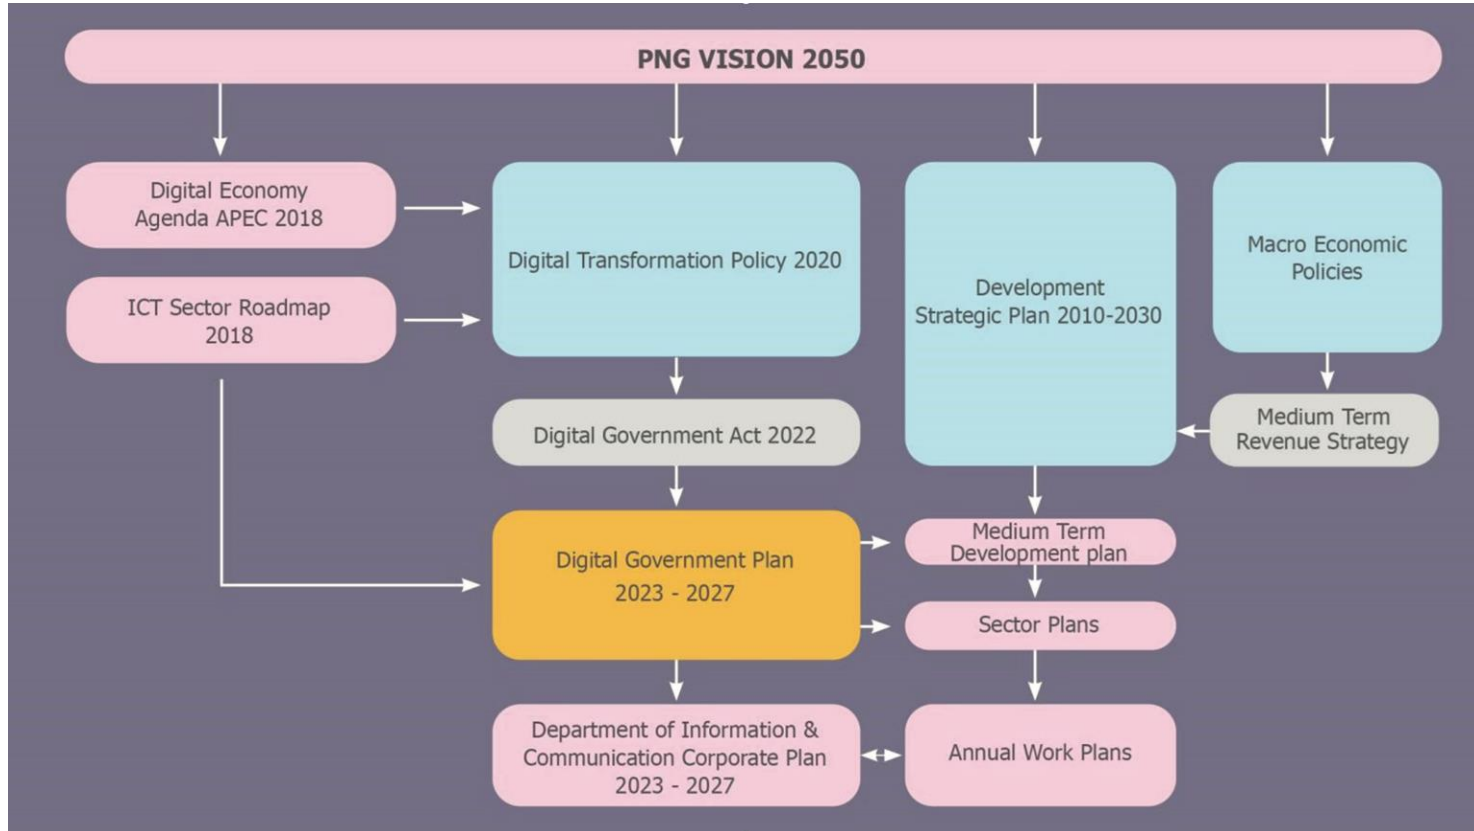 PNG VISION 2050
Digital Economy
Agenda APEC 2018
ICT Sector Roadmap
2018
Digital Transformation Policy 2020
Digital Government Act 2022
Digital Government Plan
2023 - 2027
Department of Information &
Communication Corporate Plan
2023 - 2027
Development
Strategic Plan 2010-2030
Medium Term
Development plan
Sector Plans
Annual Work Plans
Macro Economic
Policies
Medium Term
Revenue Strategy